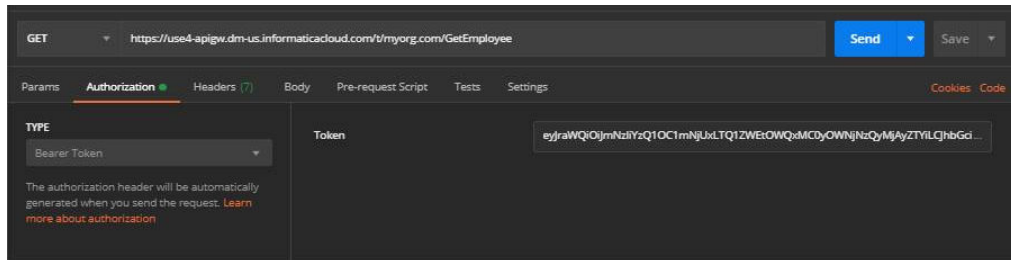 GET https://use4-apigw.dm-us.informaticacloud.com/t/myorg.com/GetEmployee Send Save
Params Authorization Headers (7) Body Pre-request Script Tests Settings Cookies Code
TYPE
Bearer Token
The authorization header will be automatically
generated when you send the request. Learn
more about authorization
Token eyJraWQiOiJmNzliYzQ1OC1mNjUxLTQ1ZWEtOWQxMC0yOWNjNzQyMjAyZTYiLCJhbGci...